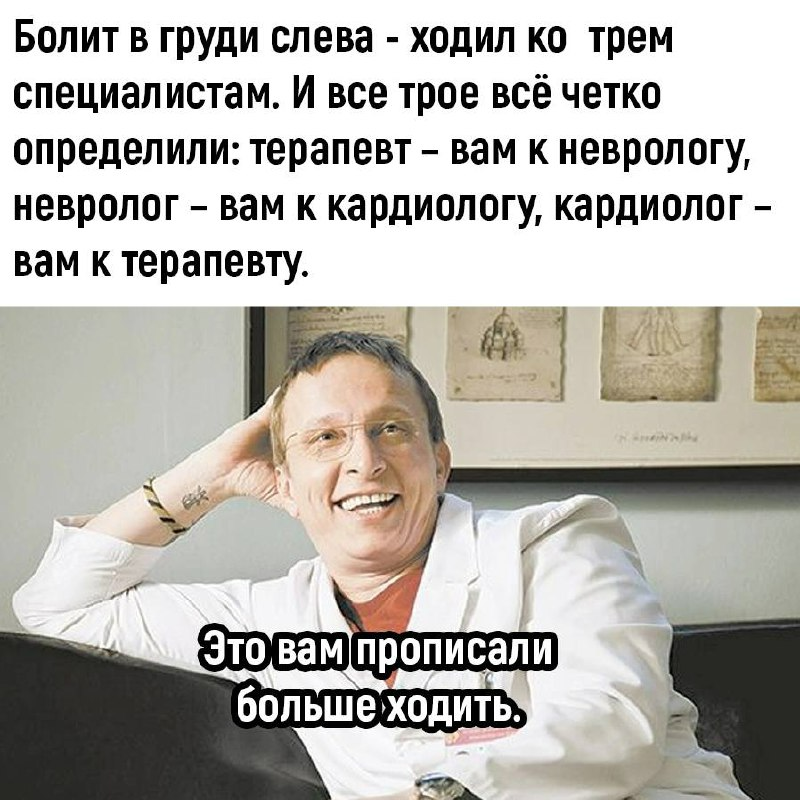 Болит в груди слева - ходил ко  трем
специалистам. И все трое всё четко
определили: терапевт – вам к неврологу,
невролог – вам к кардиологу, кардиолог –
вам к терапевту.
Это вам прописали
больше ходить.